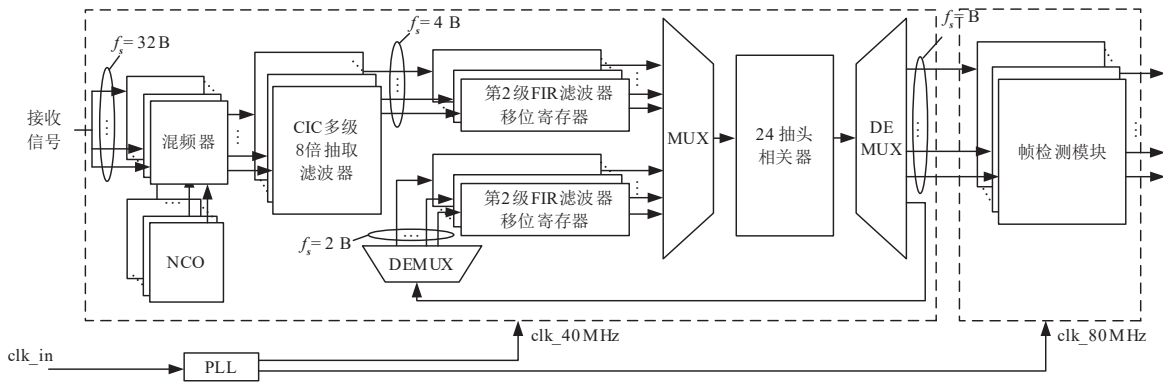 接收
信号
fs=32B
混频器
NCO
CIC多级
8倍抽取
滤波器
fs=4B
第2级FIR滤波器
移位寄存器
第2级FIR滤波器
移位寄存器
fs=2B
DEMUX
MUX
24抽头
相关器
DE
MUX
fs=B
帧检测模块
clk_in
PLL
clk_40MHz
clk_80MHz